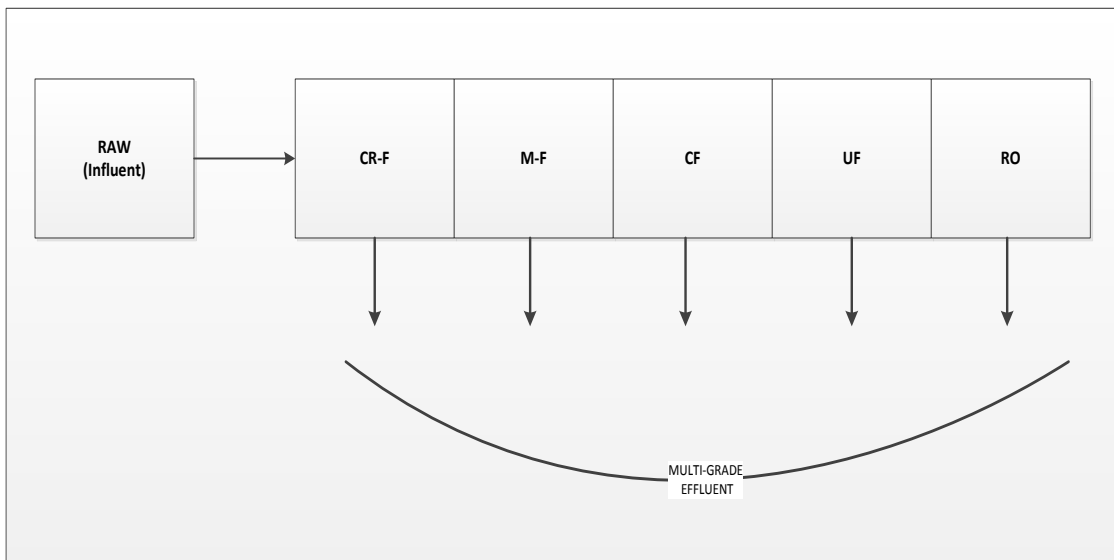 RAW
(Influent)
CR-F
M-F
CF
UF
RO
MULTI-GRADE
EFFLUENT